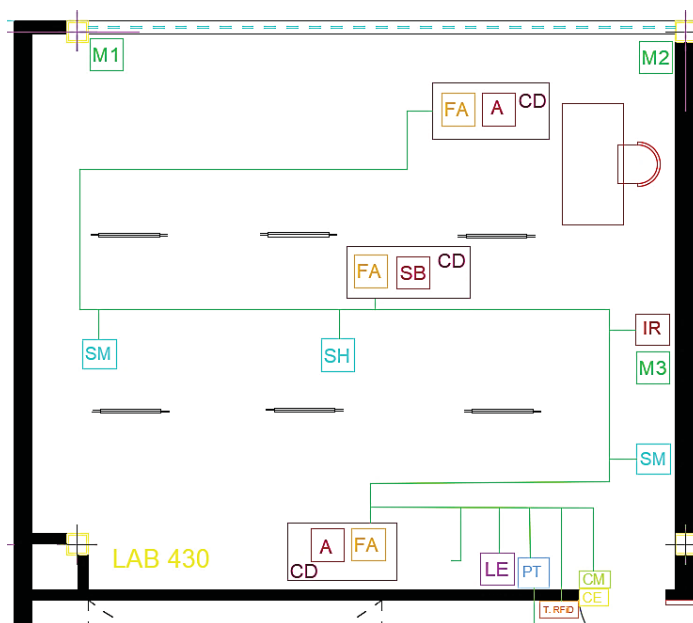 M1
M2
FA A CD
FA SB CD
IR
SM
SH
M3
SM
A FA
CD
LAB 430
LE
PT
CM
CE
T. RFID